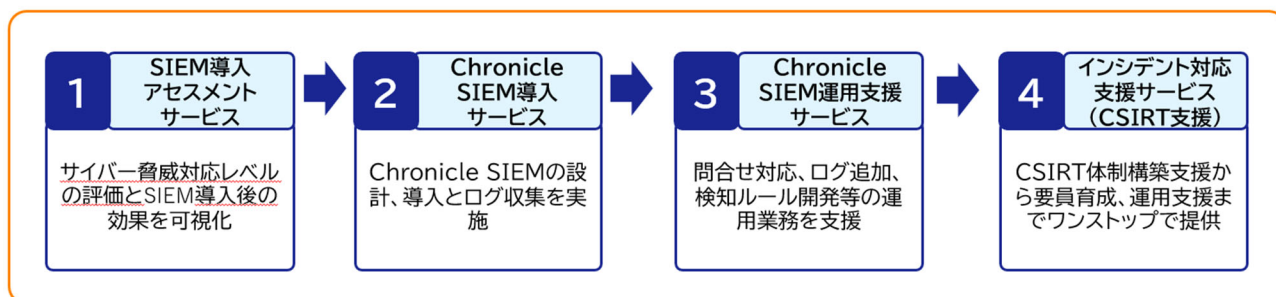 1
SIEM導入
アセスメント
サービス
サイバー脅威対応レベル
の評価とSIEM導入後の
効果を可視化
2
Chronicle
SIEM導入
サービス
Chronicle SIEMの設
計、導入とログ収集を実
施
3
Chronicle
SIEM運用支援
サービス
問合せ対応、ログ追加、
検知ルール開発等の運
用業務を支援
4
インシデント対応
支援サービス
（CSIRT支援）
CSIRT体制構築支援から
要員育成、運用支援ま
でワンストップで提供